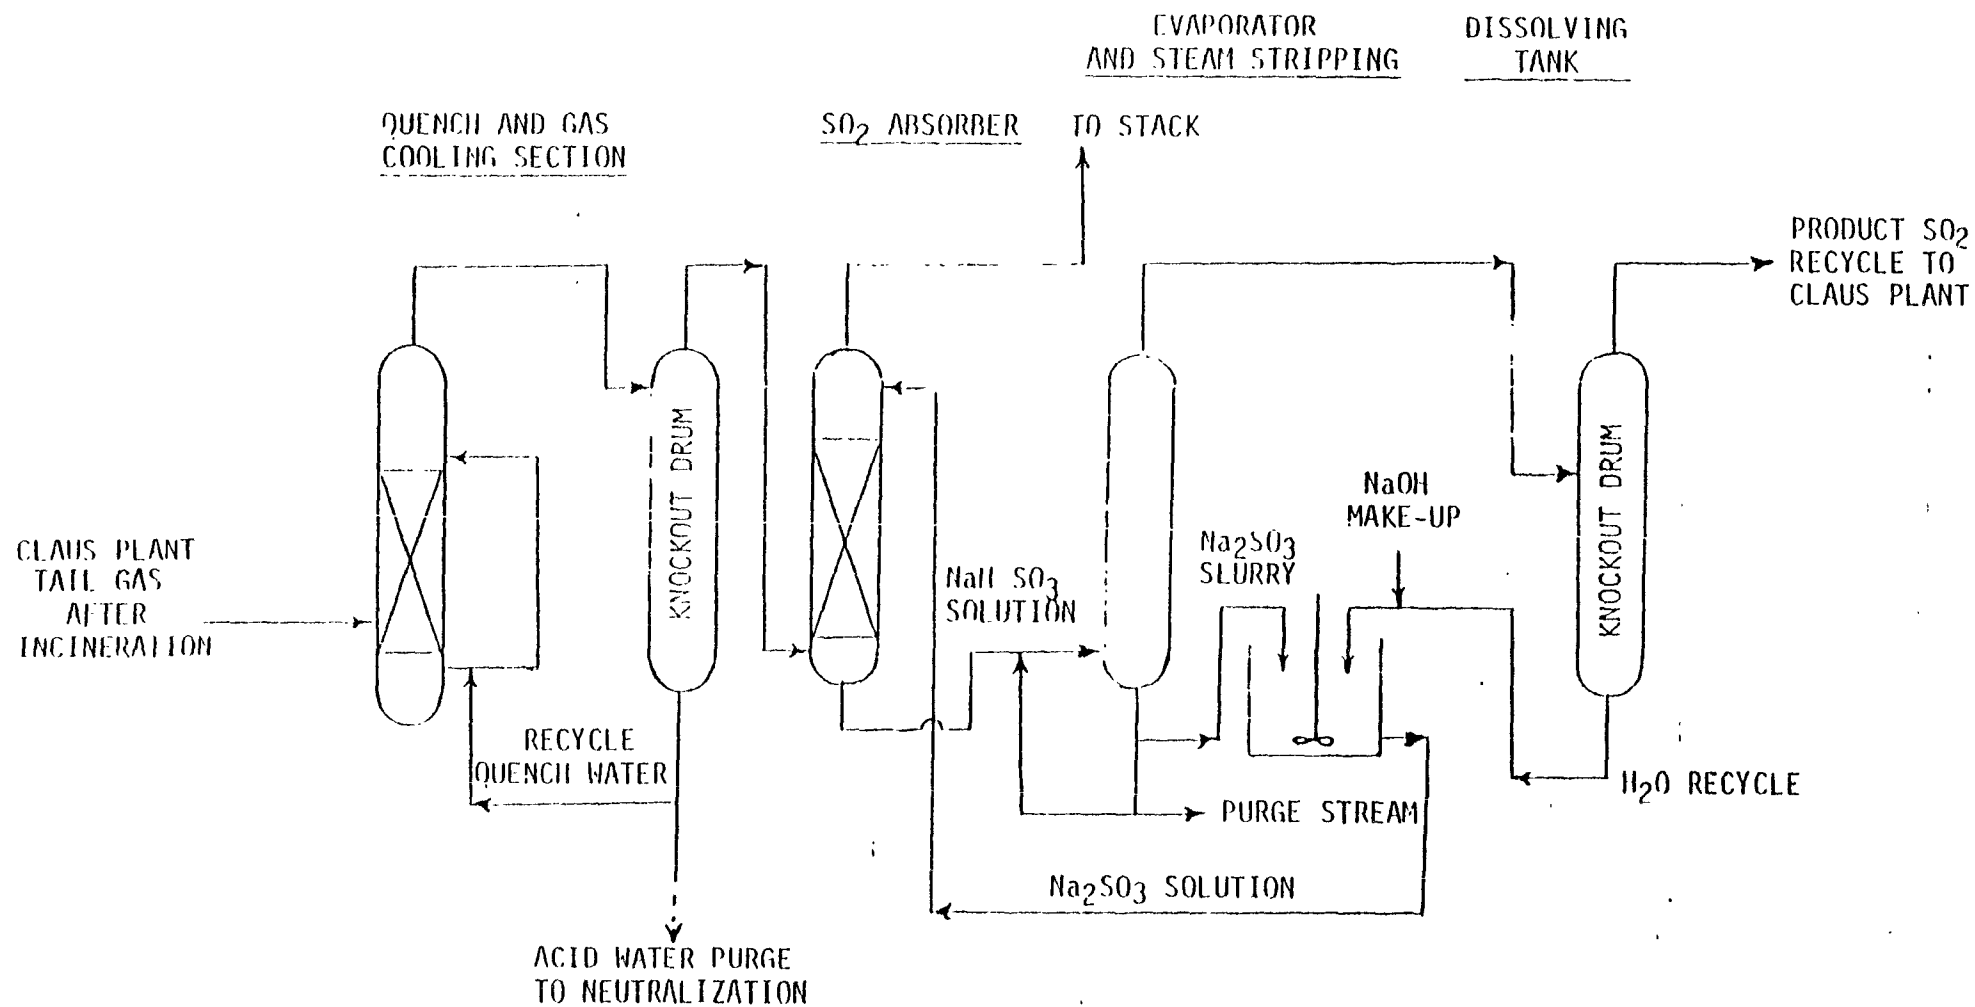 EVAPORATOR
AND STEAM STRIPPING
DISSOLVING
TANK
QUENCH AND GAS
COOLING SECTION
SO₂ ABSORBER
TO STACK
PRODUCT SO₂
RECYCLE TO
CLAUS PLANT
KNOCKOUT DRUM
KNOCKOUT DRUM
NaOH
MAKE-UP
CLAUS PLANT
TAIL GAS
AFTER
INCINERATION
Na₂SO₃
SLURRY
NaH SO₃
SOLUTION
RECYCLE
QUENCH WATER
H₂O RECYCLE
PURGE STREAM
Na₂SO₃ SOLUTION
ACID WATER PURGE
TO NEUTRALIZATION